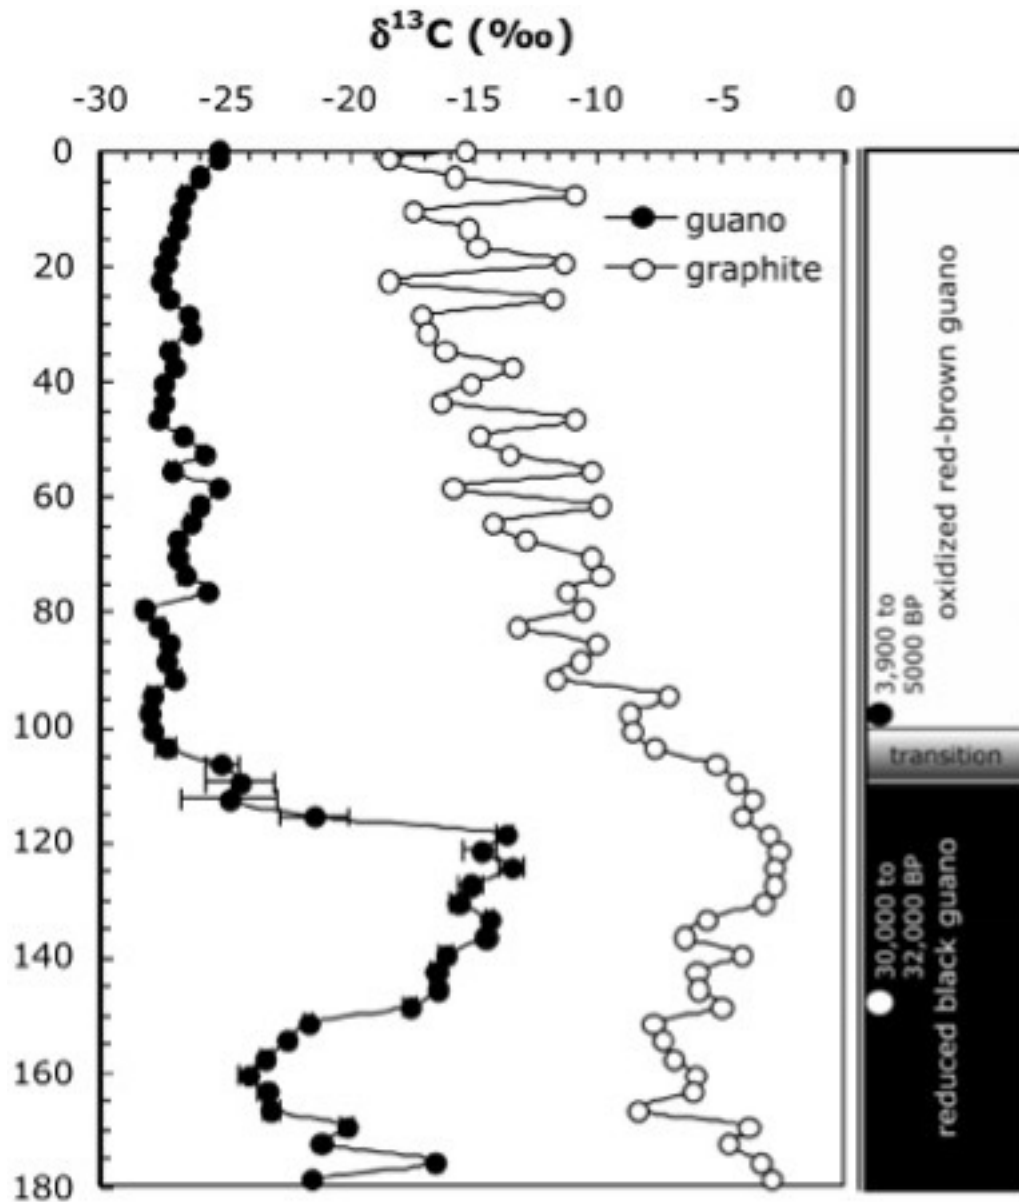 δ¹³C (‰)
-30 -25 -20 -15 -10 -5 0
0
20
40
60
80
100
120
140
160
180
guano
graphite
oxidized red-brown guano
3,900 to
5000 BP
transition
30,000 to
32,000 BP
reduced black guano